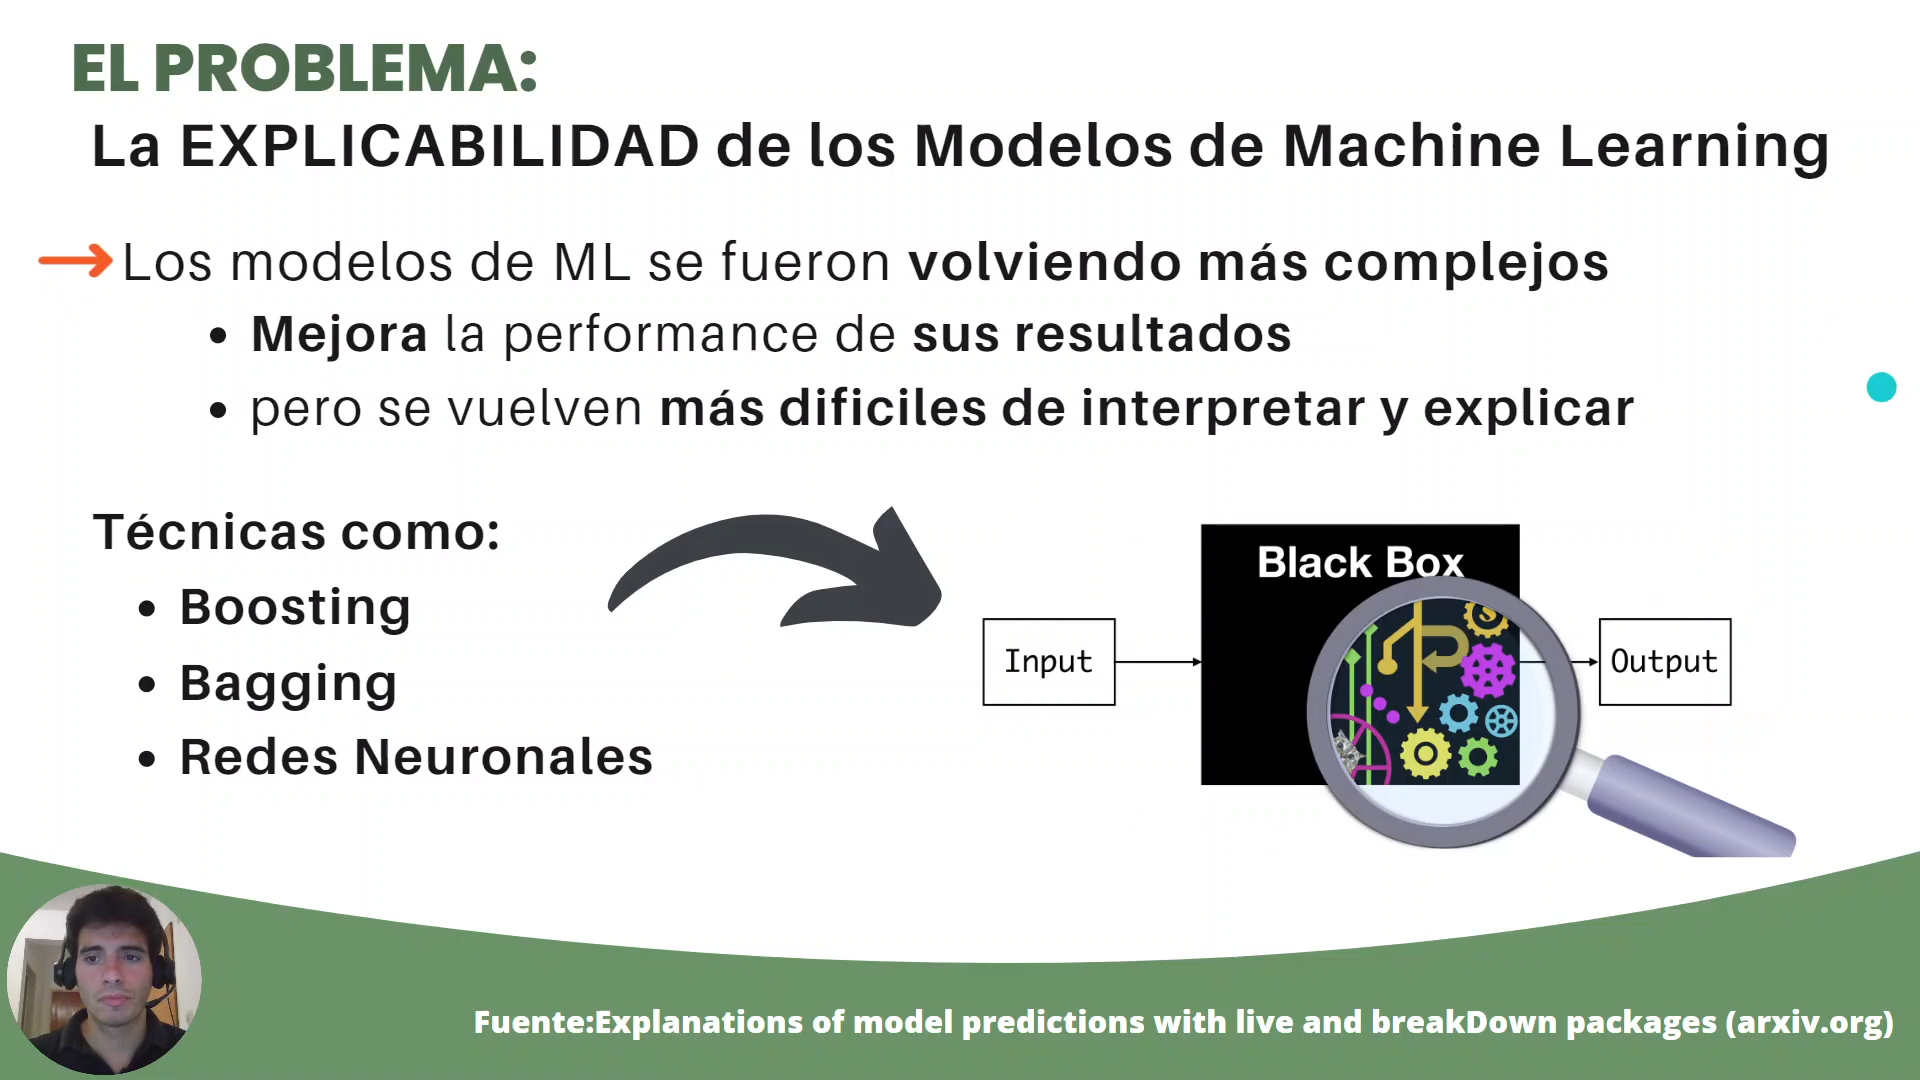 EL PROBLEMA:
La EXPLICABILIDAD de los Modelos de Machine Learning
Los modelos de ML se fueron volviendo más complejos
• Mejora la performance de sus resultados
• pero se vuelven más dificiles de interpretar y explicar
Técnicas como:
• Boosting
• Bagging
• Redes Neuronales
Black Box
Input
Output
Fuente:Explanations of model predictions with live and breakDown packages (arxiv.org)